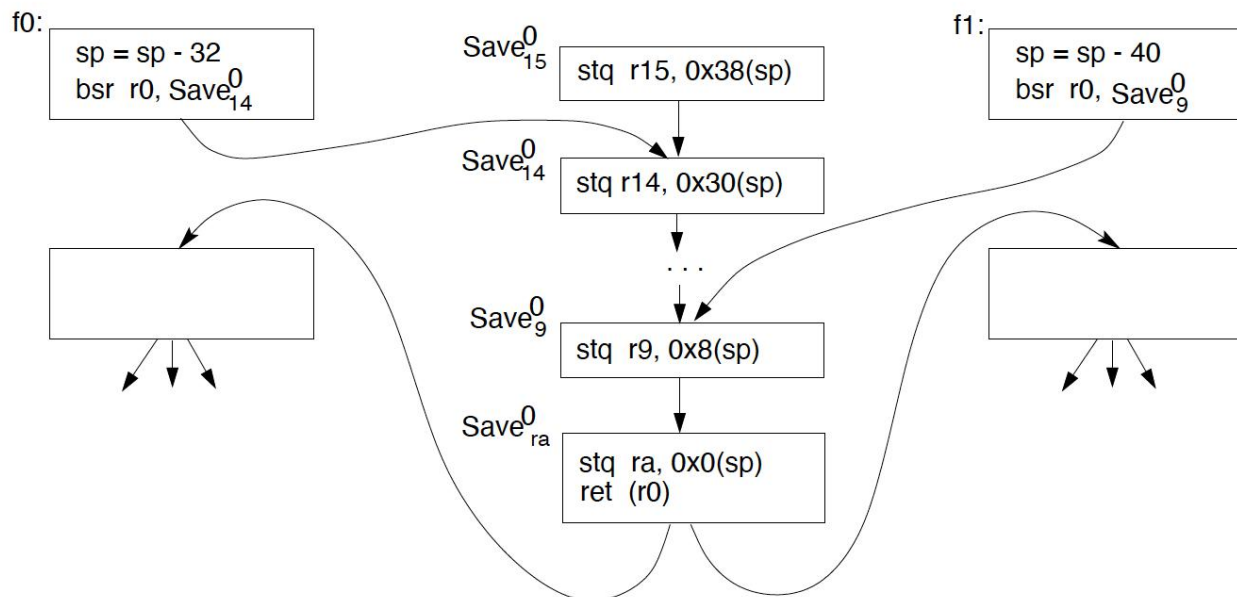 f0:
sp = sp - 32
bsr r0, Save⁰₁₄
Save⁰₁₅
stq r15, 0x38(sp)
f1:
sp = sp - 40
bsr r0, Save⁰₉
Save⁰₁₄
stq r14, 0x30(sp)
. . .
Save⁰₉
stq r9, 0x8(sp)
Save⁰ᵣₐ
stq ra, 0x0(sp)
ret (r0)